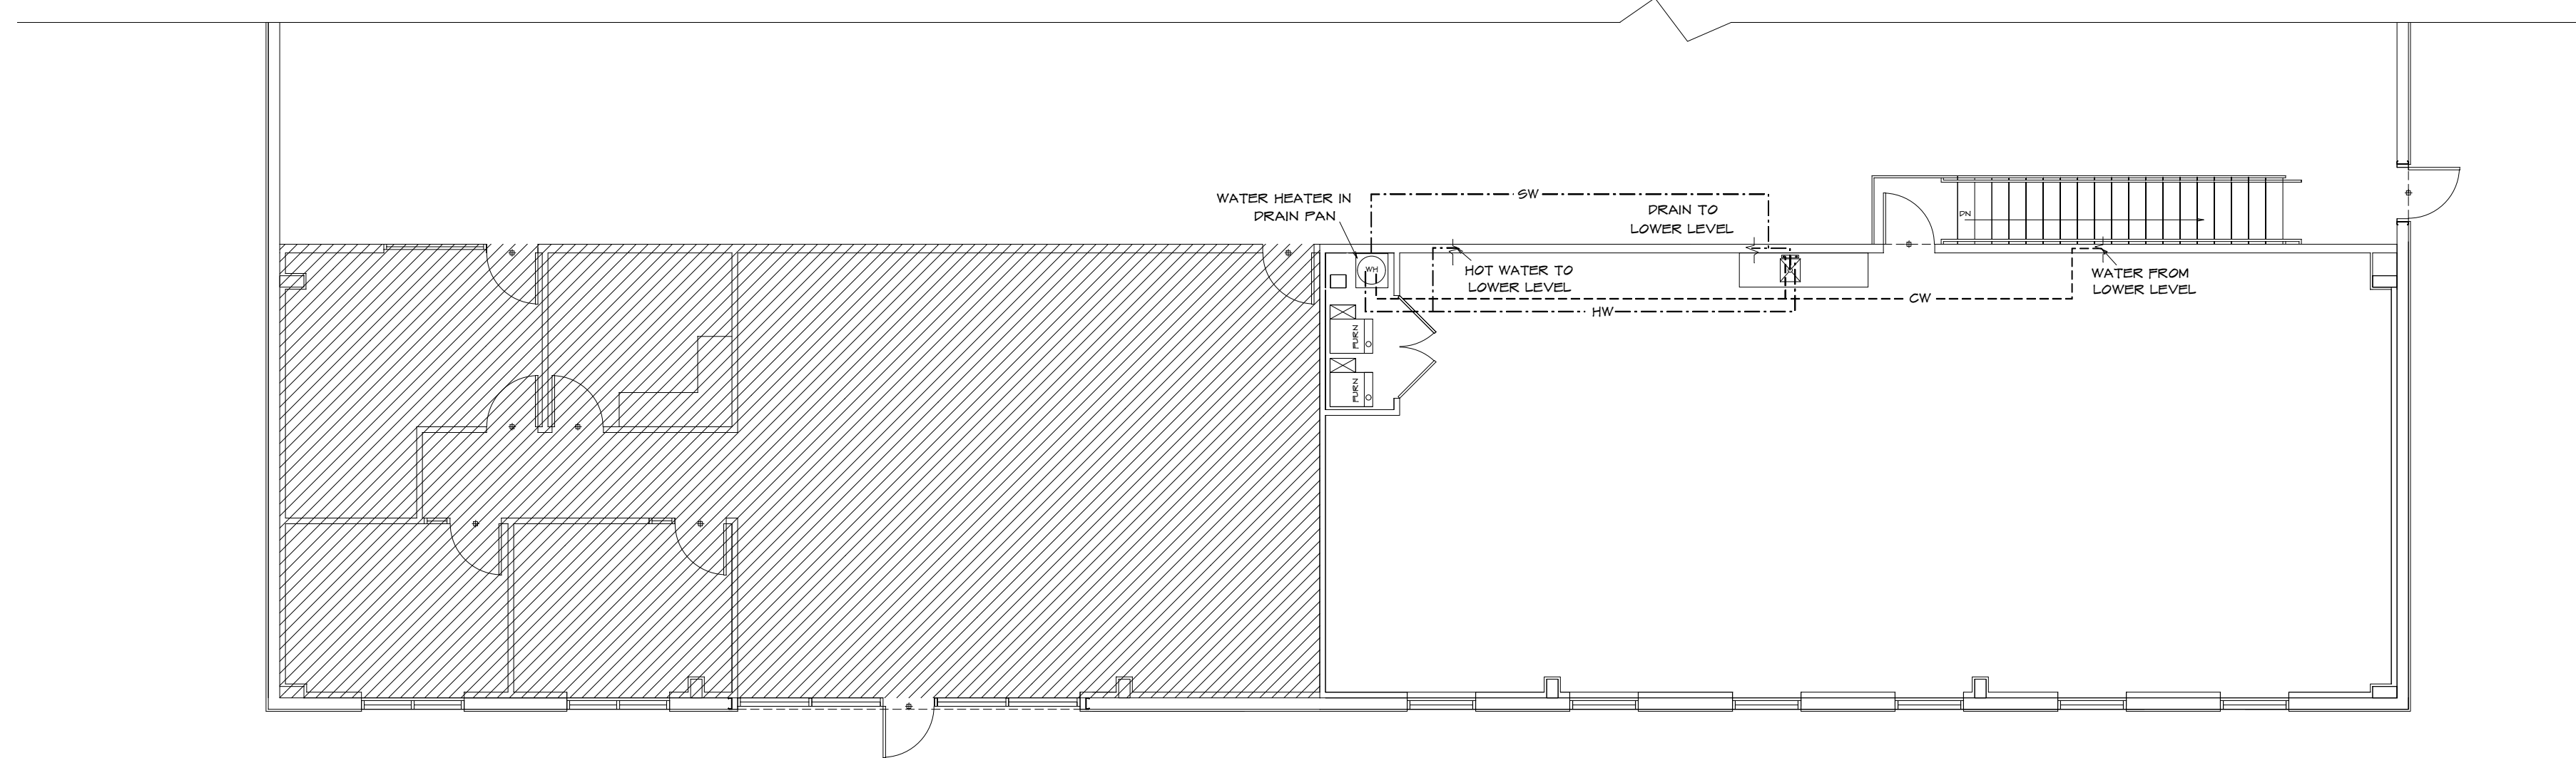 WATER HEATER IN
DRAIN PAN
SW
DRAIN TO
LOWER LEVEL
DN
WH
HOT WATER TO
LOWER LEVEL
WATER FROM
LOWER LEVEL
CW
HW
FURN
FURN